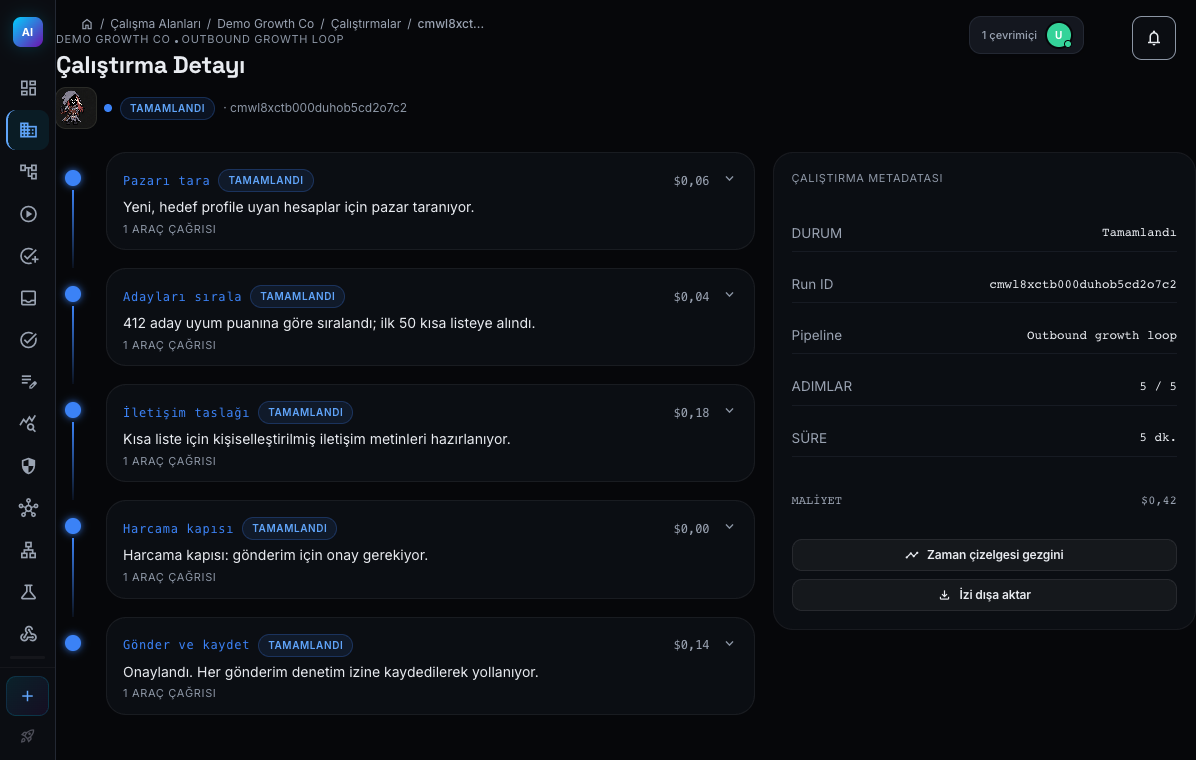 AI
/ Çalışma Alanları / Demo Growth Co / Çalıştırmalar / cmwl8xct...
DEMO GROWTH CO • OUTBOUND GROWTH LOOP
Çalıştırma Detayı
TAMAMLANDI · cmwl8xctb000duhob5cd2o7c2
1 çevrimiçi U
Pazarı tara TAMAMLANDI $0,06
Yeni, hedef profile uyan hesaplar için pazar taranıyor.
1 ARAÇ ÇAĞRISI
Adayları sırala TAMAMLANDI $0,04
412 aday uyum puanına göre sıralandı; ilk 50 kısa listeye alındı.
1 ARAÇ ÇAĞRISI
İletişim taslağı TAMAMLANDI $0,18
Kısa liste için kişiselleştirilmiş iletişim metinleri hazırlanıyor.
1 ARAÇ ÇAĞRISI
Harcama kapısı TAMAMLANDI $0,00
Harcama kapısı: gönderim için onay gerekiyor.
1 ARAÇ ÇAĞRISI
Gönder ve kaydet TAMAMLANDI $0,14
Onaylandı. Her gönderim denetim izine kaydedilerek yollanıyor.
1 ARAÇ ÇAĞRISI
ÇALIŞTIRMA METADATASI
DURUM Tamamlandı
Run ID cmwl8xctb000duhob5cd2o7c2
Pipeline Outbound growth loop
ADIMLAR 5 / 5
SÜRE 5 dk.
MALİYET $0,42
Zaman çizelgesi gezgini
İzi dışa aktar